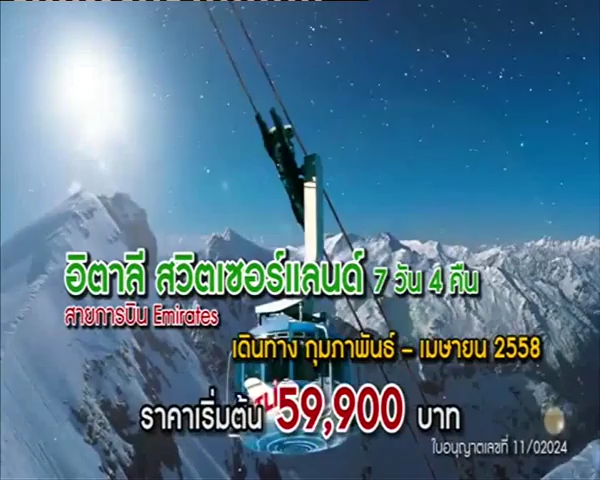 อิตาลี สวิตเซอร์แลนด์ 7 วัน 4 คืน
สายการบิน Emirates
เดินทาง กุมภาพันธ์ – เมษายน 2558
ราคาเริ่มต้น 59,900 บาท
ใบอนุญาตเลขที่ 11/02024